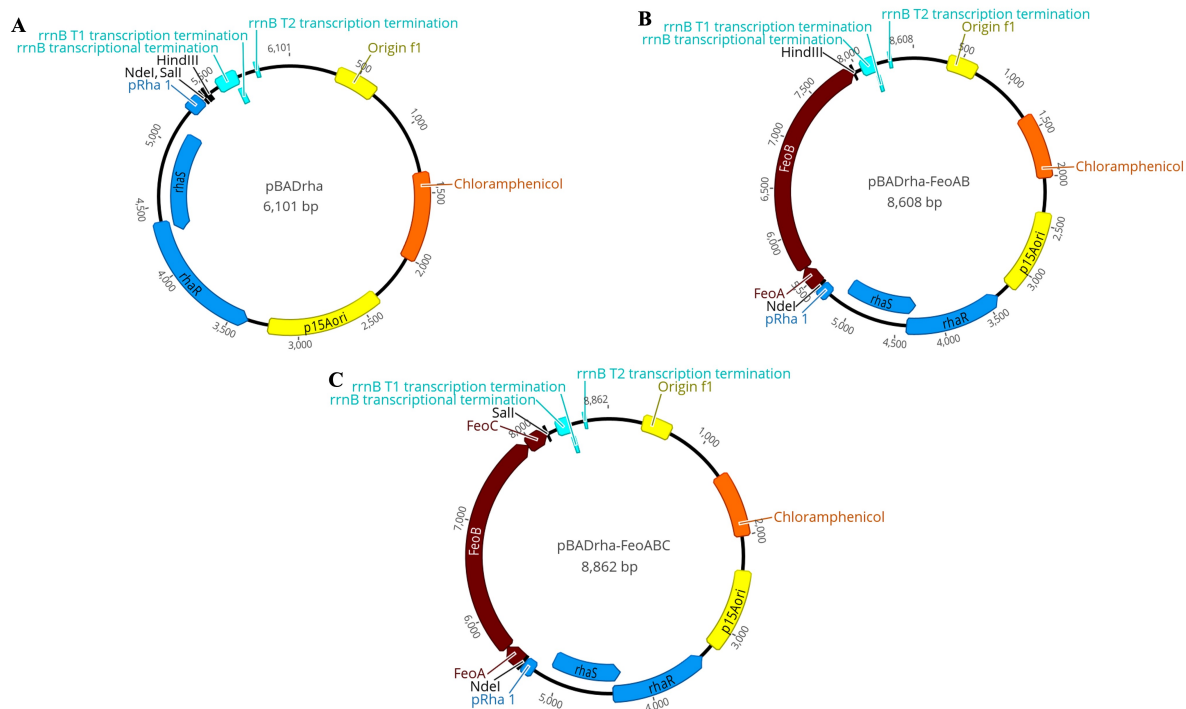 A
rrnB T2 transcription termination
rrnB T1 transcription termination
6,101
Origin f1
rrnB transcriptional termination
HindIII
5,500
500
NdeI, SalI
pRha 1
1,000
5,000
rhaS
pBADrha
6,101 bp
Chloramphenicol
1,500
4,500
2,000
rhaR
4,000
p15Aori
2,500
3,500
3,000
B
rrnB T2 transcription termination
rrnB T1 transcription termination
8,608
Origin f1
rrnB transcriptional termination
HindIII
8,000
500
7,500
1,000
1,500
7,000
FeoB
Chloramphenicol
2,000
pBADrha-FeoAB
8,608 bp
6,500
2,500
6,000
p15Aori
3,000
FeoA
5,500
NdeI
pRha 1
rhaS
3,500
5,000
rhaR
4,500
4,000
C
rrnB T2 transcription termination
rrnB T1 transcription termination
Origin f1
rrnB transcriptional termination
8,862
SalI
FeoC
8,000
1,000
7,000
Chloramphenicol
2,000
FeoB
pBADrha-FeoABC
8,862 bp
p15Aori
6,000
3,000
FeoA
NdeI
pRha 1
rhaS
5,000
rhaR
4,000